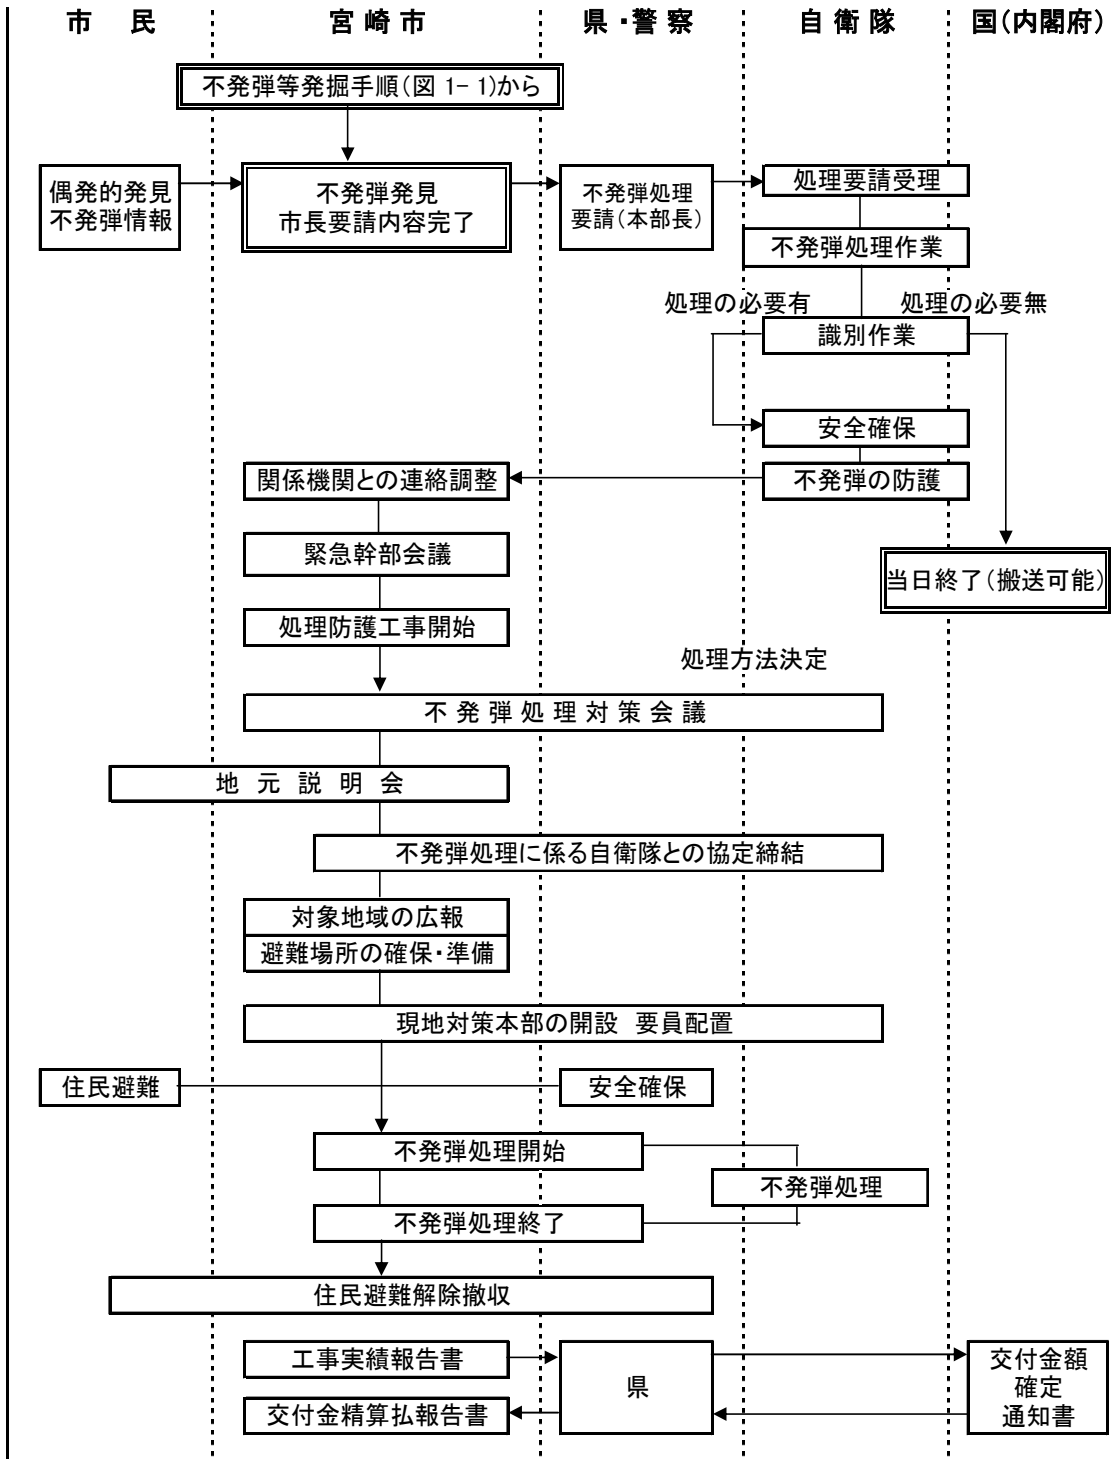 市　民　宮崎市　県・警察　自衛隊　国（内閣府）
不発弾等発掘手順（図 1- 1）から
偶発的発見
不発弾情報
不発弾発見
市長要請内容完了
不発弾処理
要請（本部長）
処理要請受理
不発弾処理作業
処理の必要有
処理の必要無
識別作業
安全確保
不発弾の防護
関係機関との連絡調整
緊急幹部会議
当日終了（搬送可能）
処理防護工事開始
処理方法決定
不発弾処理対策会議
地元説明会
不発弾処理に係る自衛隊との協定締結
対象地域の広報
避難場所の確保・準備
現地対策本部の開設　要員配置
住民避難
安全確保
不発弾処理開始
不発弾処理
不発弾処理終了
住民避難解除撤収
工事実績報告書
交付金精算払報告書
県
交付金額
確定
通知書